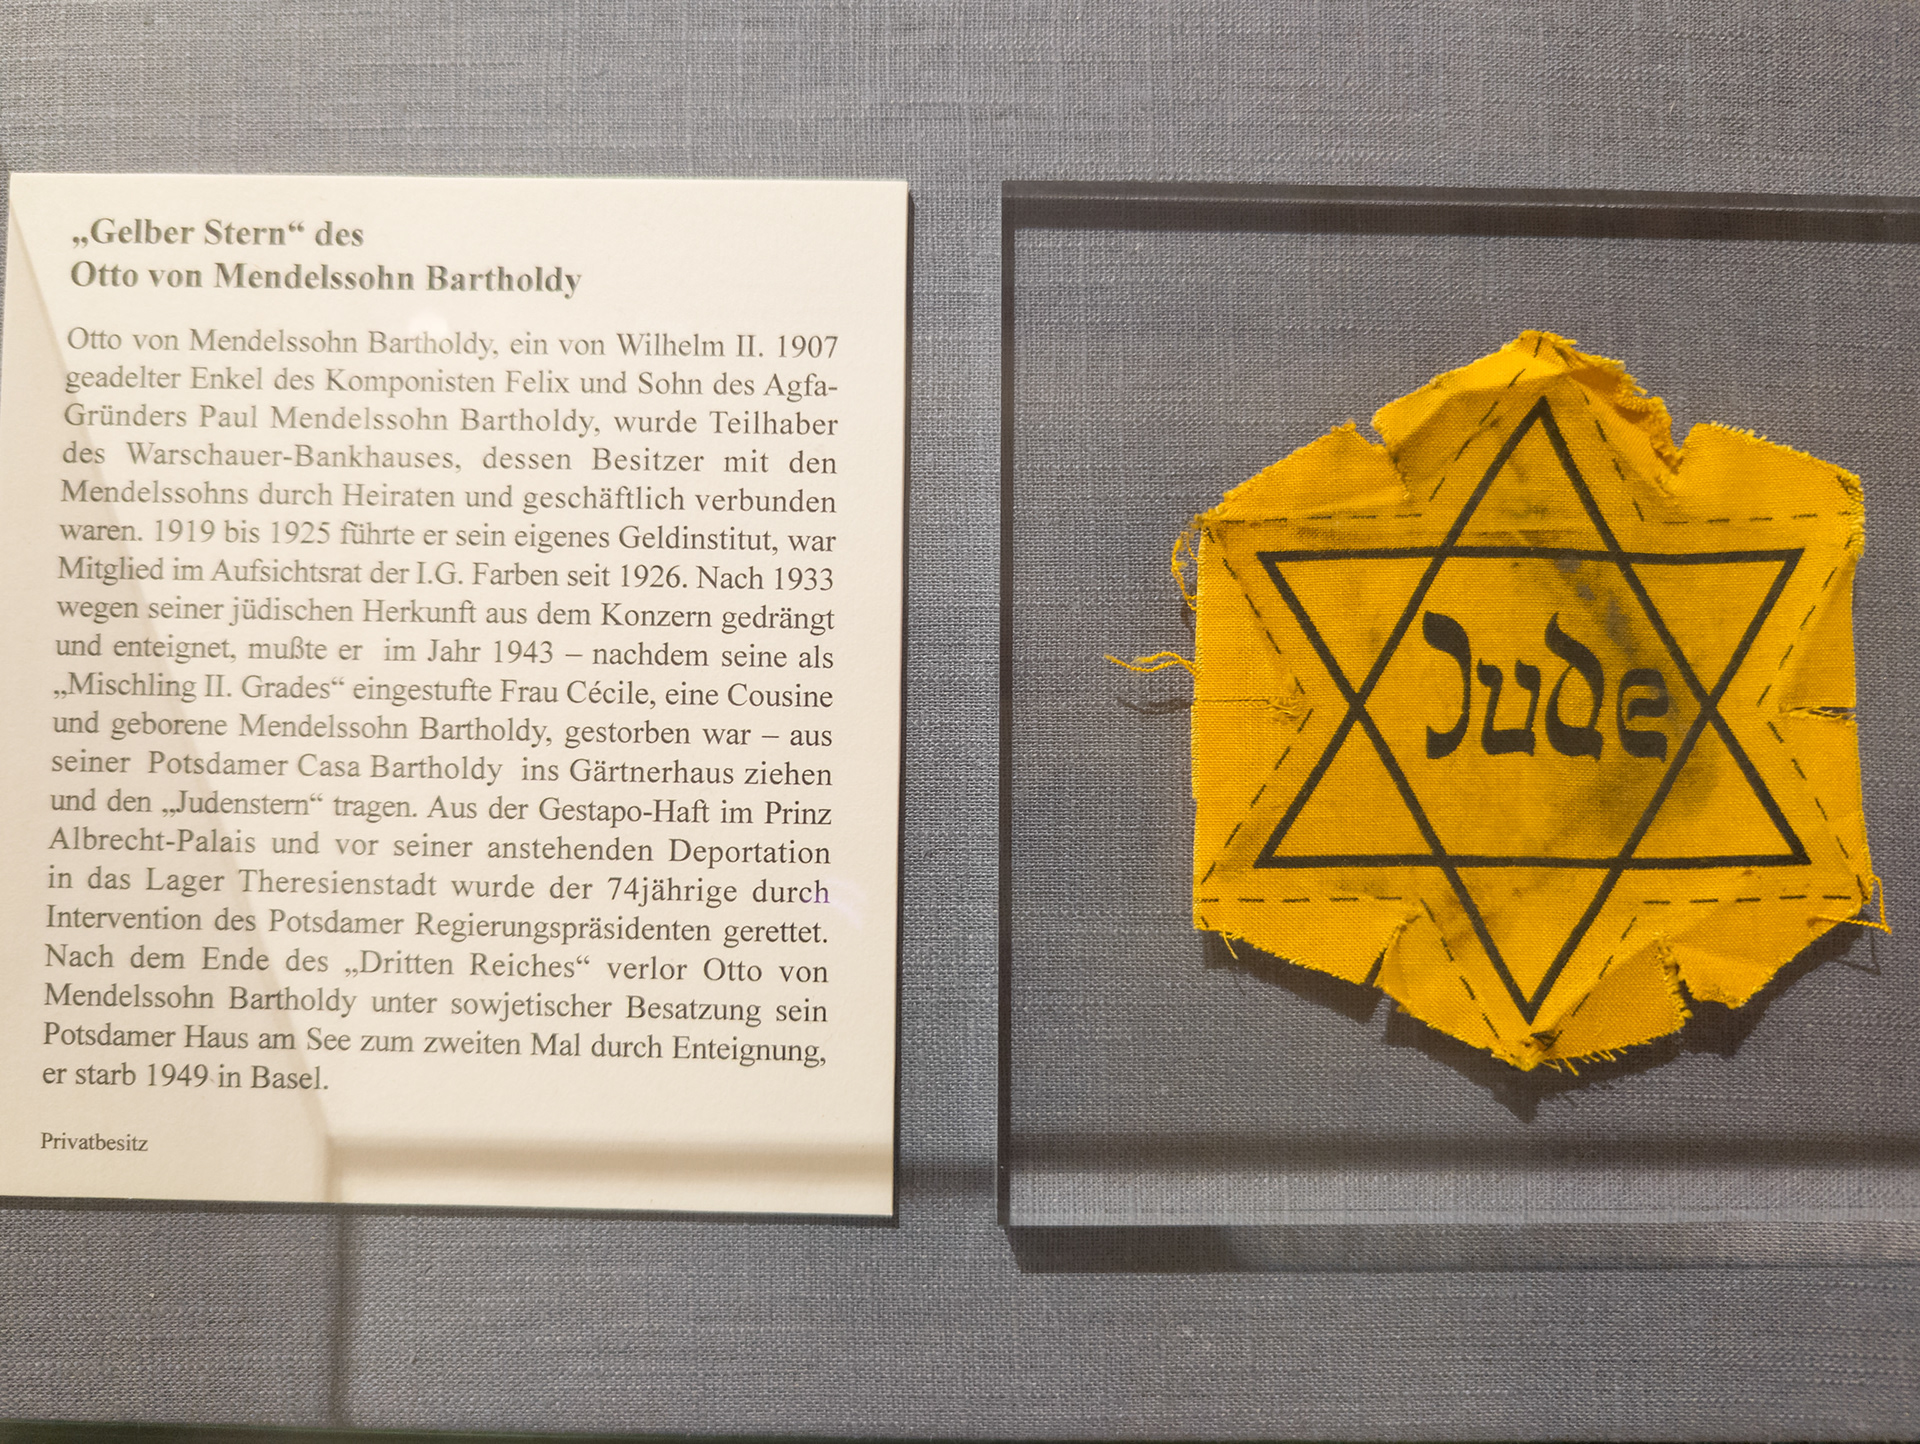 „Gelber Stern“ des
Otto von Mendelssohn Bartholdy
Otto von Mendelssohn Bartholdy, ein von Wilhelm II. 1907
geadelter Enkel des Komponisten Felix und Sohn des Agfa-
Gründers Paul Mendelssohn Bartholdy, wurde Teilhaber
des Warschauer-Bankhauses, dessen Besitzer mit den
Mendelssohns durch Heiraten und geschäftlich verbunden
waren. 1919 bis 1925 führte er sein eigenes Geldinstitut, war
Mitglied im Aufsichtsrat der I.G. Farben seit 1926. Nach 1933
wegen seiner jüdischen Herkunft aus dem Konzern gedrängt
und enteignet, mußte er im Jahr 1943 – nachdem seine als
„Mischling II. Grades“ eingestufte Frau Cécile, eine Cousine
und geborene Mendelssohn Bartholdy, gestorben war – aus
seiner Potsdamer Casa Bartholdy ins Gärtnerhaus ziehen
und den „Judenstern“ tragen. Aus der Gestapo-Haft im Prinz
Albrecht-Palais und vor seiner anstehenden Deportation
in das Lager Theresienstadt wurde der 74jährige durch
Intervention des Potsdamer Regierungspräsidenten gerettet.
Nach dem Ende des „Dritten Reiches“ verlor Otto von
Mendelssohn Bartholdy unter sowjetischer Besatzung sein
Potsdamer Haus am See zum zweiten Mal durch Enteignung,
er starb 1949 in Basel.
Privatbesitz
Jude